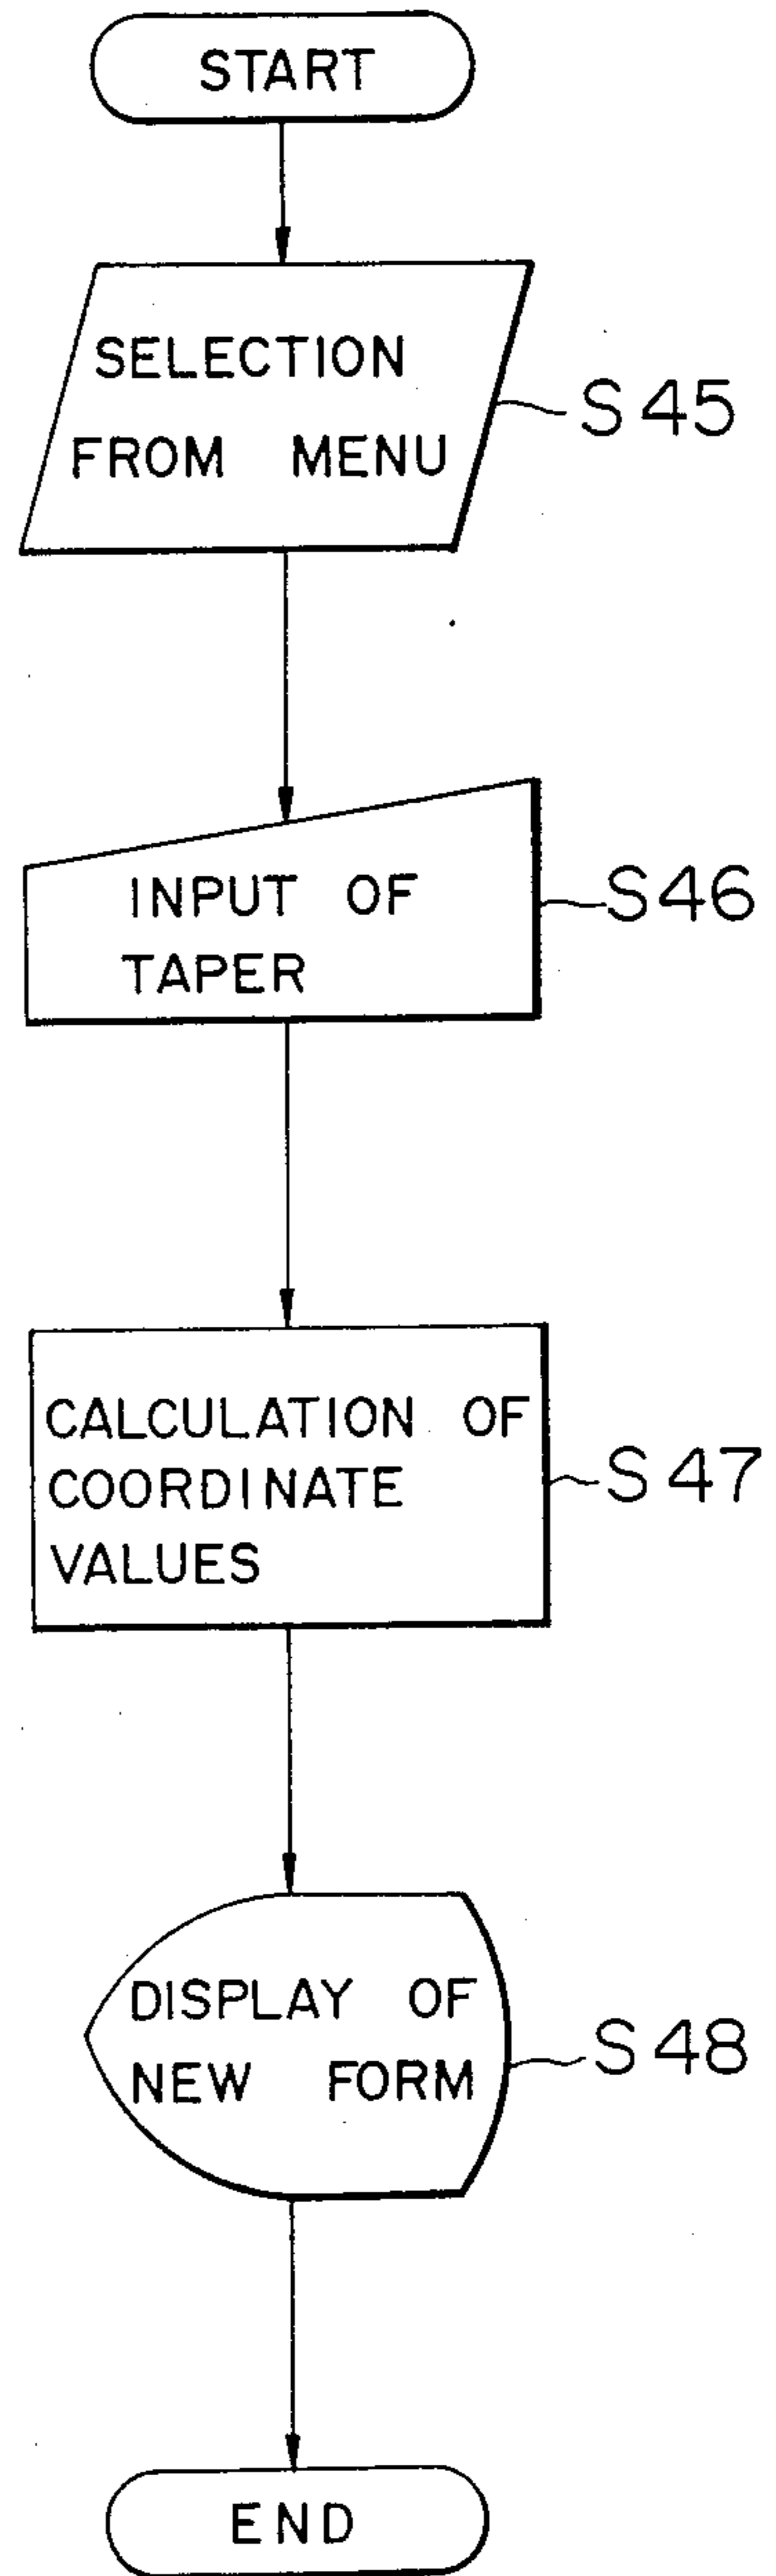 START
SELECTION
FROM MENU
S45
INPUT OF
TAPER
S46
CALCULATION OF
COORDINATE
VALUES
S47
DISPLAY OF
NEW FORM
S48
END